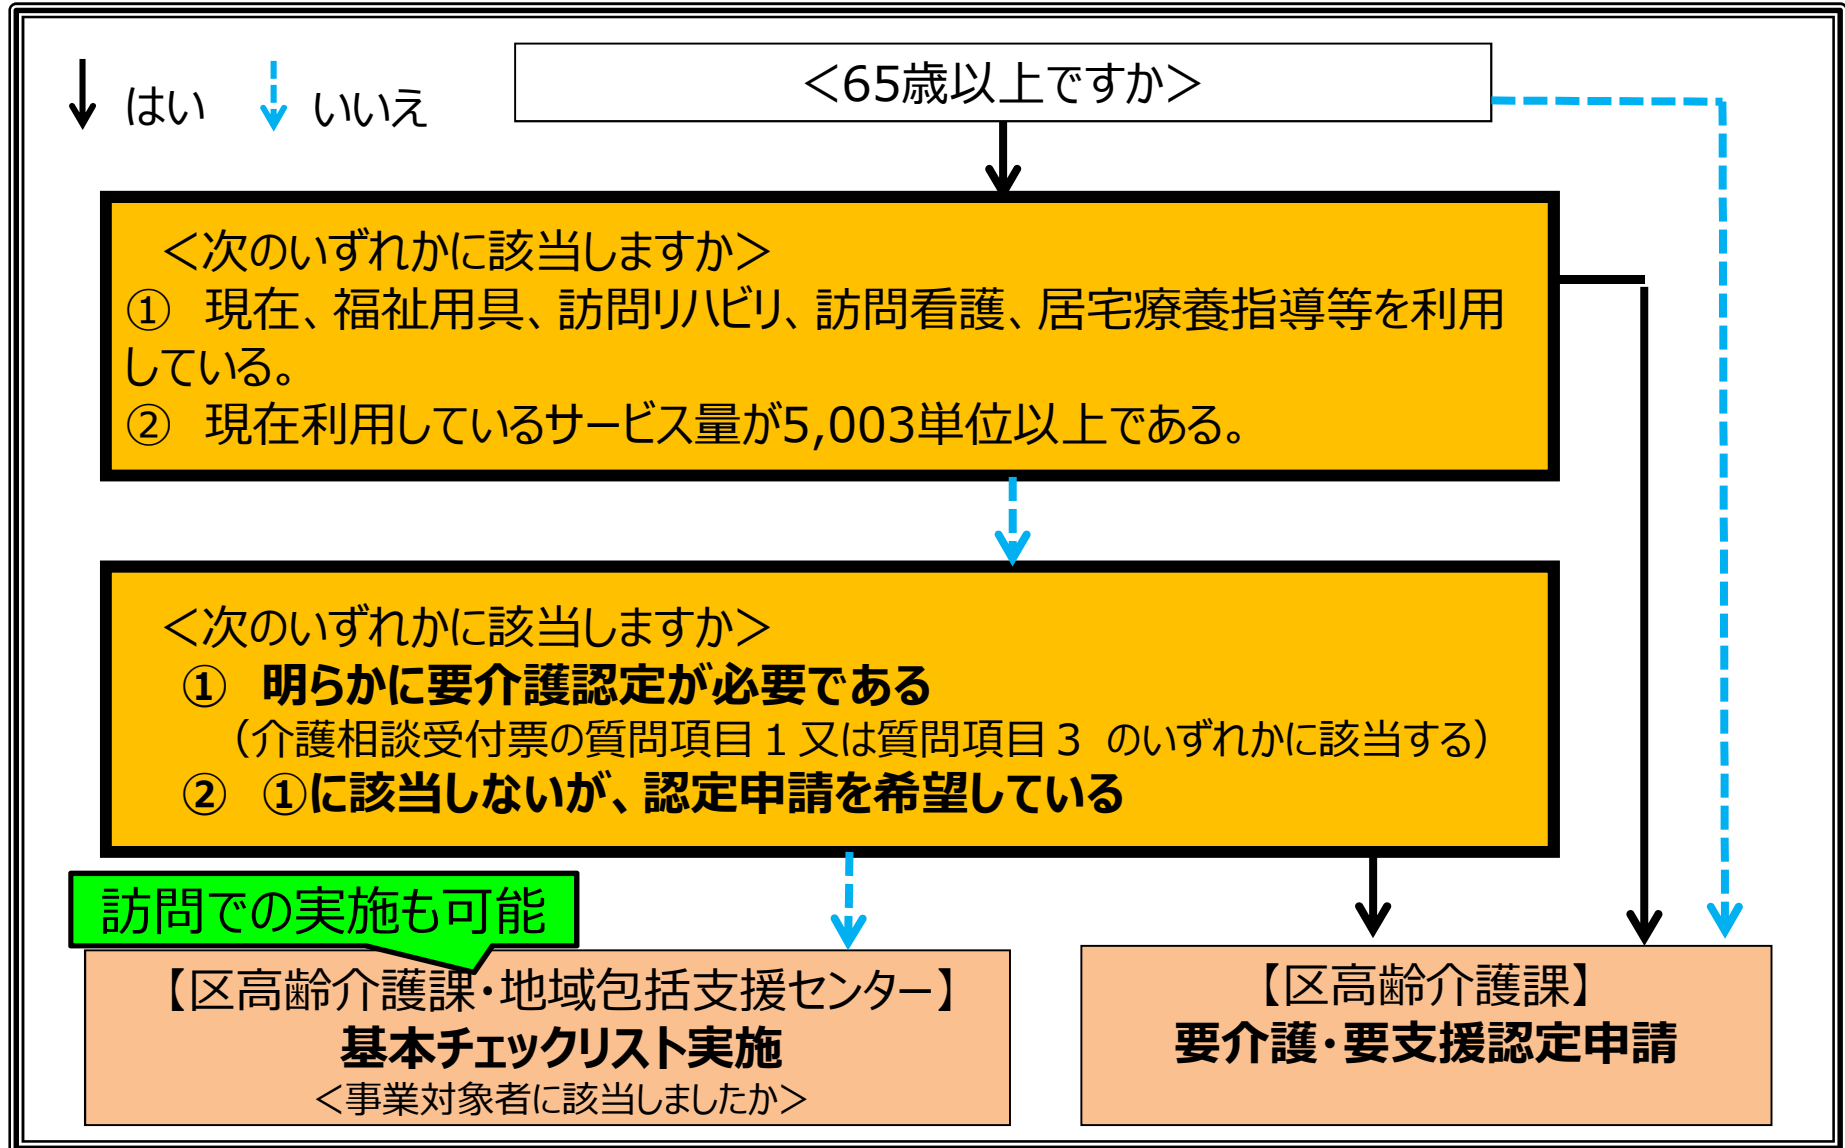 はい
いいえ
＜65歳以上ですか＞
＜次のいずれかに該当しますか＞
① 現在、福祉用具、訪問リハビリ、訪問看護、居宅療養指導等を利用
している。
② 現在利用しているサービス量が5,003単位以上である。
＜次のいずれかに該当しますか＞
① 明らかに要介護認定が必要である
（介護相談受付票の質問項目１又は質問項目３ のいずれかに該当する）
② ①に該当しないが、認定申請を希望している
訪問での実施も可能
【区高齢介護課・地域包括支援センター】
基本チェックリスト実施
＜事業対象者に該当しましたか＞
【区高齢介護課】
要介護・要支援認定申請